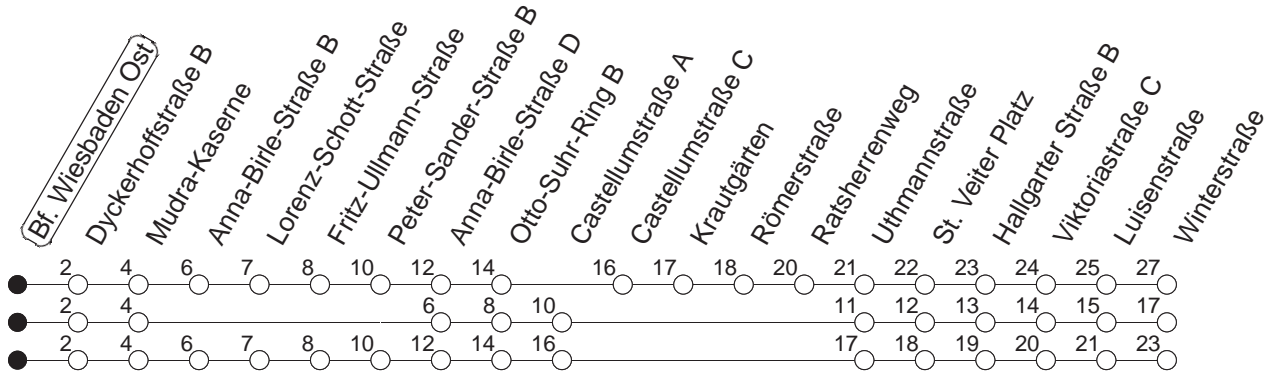 Bf. Wiesbaden Ost
Dyckerhoffstraße B
Mudra-Kaserne
Anna-Birle-Straße B
Lorenz-Schott-Straße
Fritz-Ullmann-Straße
Peter-Sander-Straße B
Anna-Birle-Straße D
Otto-Suhr-Ring B
Castellumstraße A
Castellumstraße C
Krautgärten
Römerstraße
Ratsherrenweg
Uthmannstraße
St. Veiter Platz
Hallgarter Straße B
Viktoriastraße C
Luisenstraße
Winterstraße
2 4 6 7 8 10 12 14 16 17 18 20 21 22 23 24 25 27
2 4 6 8 10 11 12 13 14 15 17
2 4 6 7 8 10 12 14 16 17 18 19 20 21 23